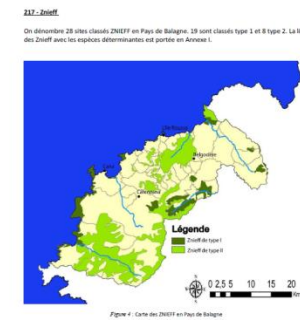 217 - Znieff
On dénombre 28 sites classés ZNIEFF en Pays de Balagne. 19 sont classés type 1 et 8 type 2. La
des Znieff avec les espèces déterminantes est portée en Annexe I.
Calvi
Belgodère
Calenzana
Légende
Znieff de type I
Znieff de type II
0 2.5 5 10 15 20
Figure 4 : Carte des ZNIEFF en Pays de Balagne